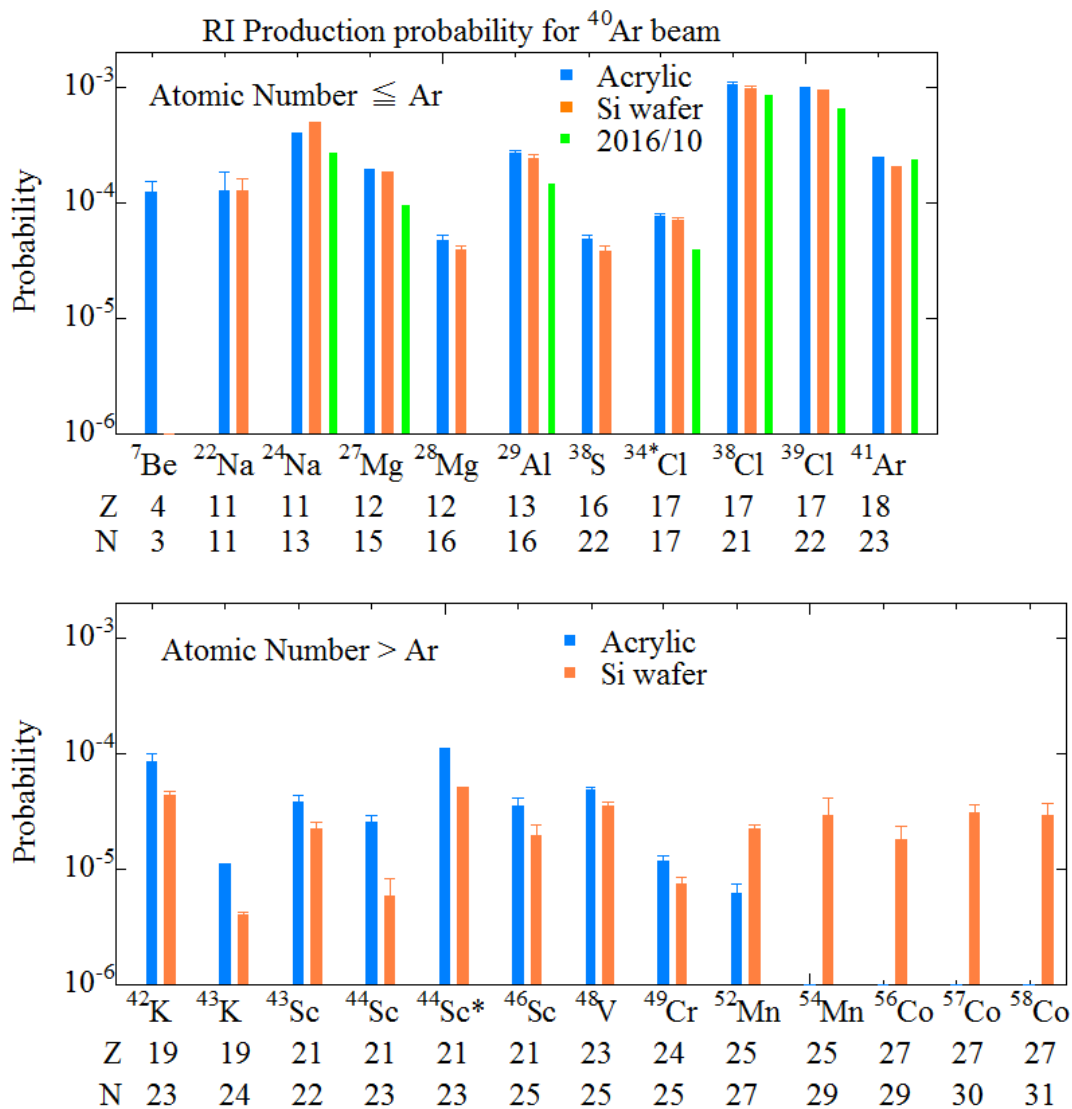 RI Production probability for ⁴⁰Ar beam
Atomic Number ≦ Ar
Acrylic
Si wafer
2016/10
Probability
10⁻³
10⁻⁴
10⁻⁵
10⁻⁶
⁷Be ²²Na ²⁴Na ²⁷Mg ²⁸Mg ²⁹Al ³⁸S ³⁴*Cl ³⁸Cl ³⁹Cl ⁴¹Ar
Z 4 11 11 12 12 13 16 17 17 17 18
N 3 11 13 15 16 16 22 17 21 22 23
Atomic Number > Ar
Acrylic
Si wafer
Probability
10⁻³
10⁻⁴
10⁻⁵
10⁻⁶
⁴²K ⁴³K ⁴³Sc ⁴⁴Sc ⁴⁴Sc* ⁴⁶Sc ⁴⁸V ⁴⁹Cr ⁵²Mn ⁵⁴Mn ⁵⁶Co ⁵⁷Co ⁵⁸Co
Z 19 19 21 21 21 21 23 24 25 25 27 27 27
N 23 24 22 23 23 25 25 25 27 29 29 30 31